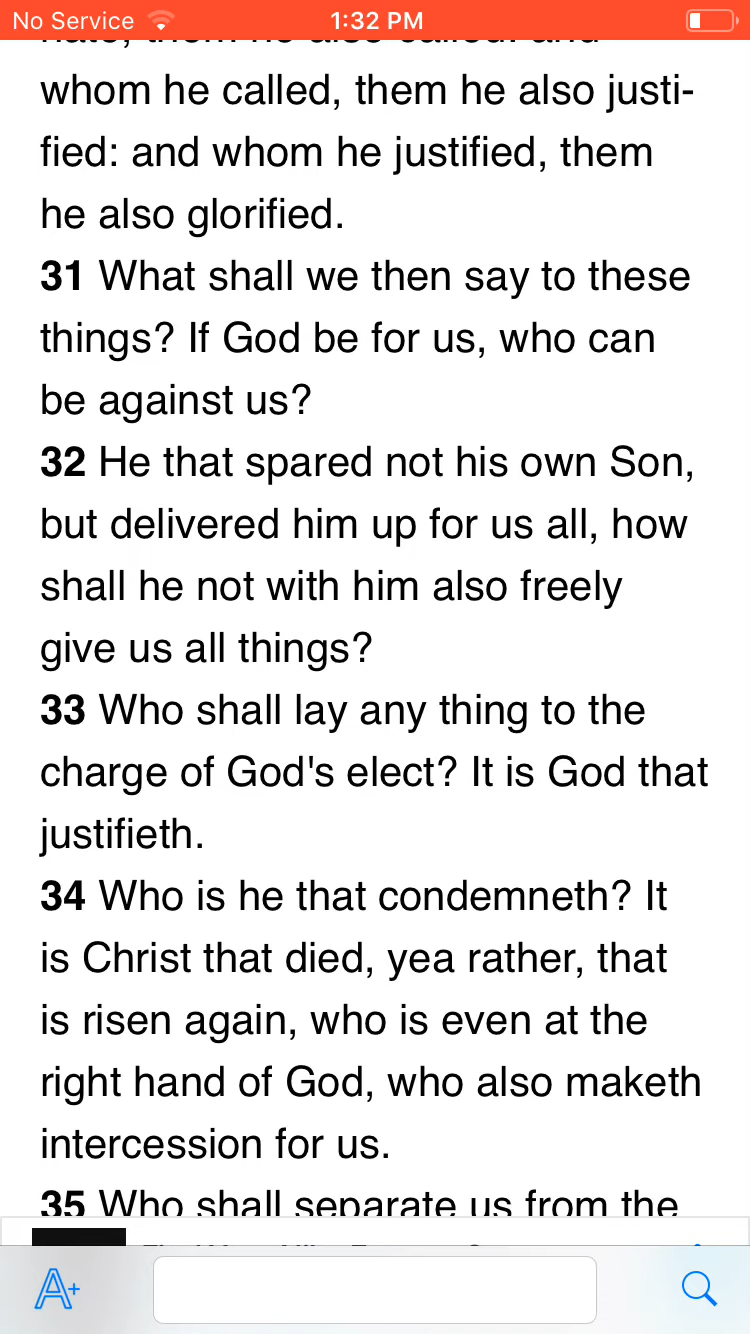 No Service 1:32 PM
whom he called, them he also justi-
fied: and whom he justified, them
he also glorified.
31 What shall we then say to these
things? If God be for us, who can
be against us?
32 He that spared not his own Son,
but delivered him up for us all, how
shall he not with him also freely
give us all things?
33 Who shall lay any thing to the
charge of God's elect? It is God that
justifieth.
34 Who is he that condemneth? It
is Christ that died, yea rather, that
is risen again, who is even at the
right hand of God, who also maketh
intercession for us.
35 Who shall separate us from the
A+